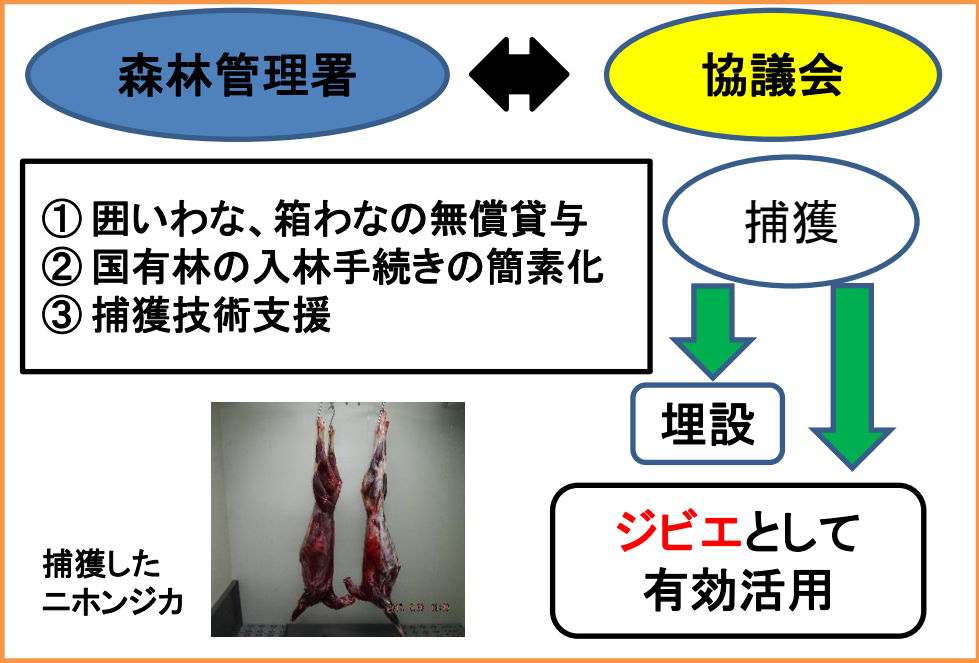 森林管理署
協議会
① 囲いわな、箱わなの無償貸与
② 国有林の入林手続きの簡素化
③ 捕獲技術支援
捕獲
埋設
ジビエとして
有効活用
捕獲した
ニホンジカ